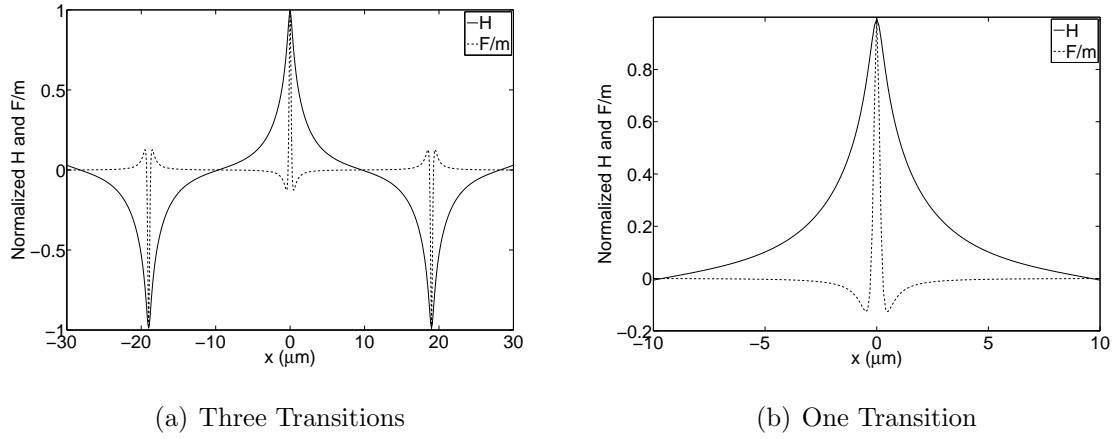 1
0.5
0
−0.5
−1
−30
−20
−10
0
10
20
30
x (μm)
Normalized H and F/m
H
F/m
(a) Three Transitions
0.8
0.6
0.4
0.2
0
−0.2
−10
−5
0
5
10
x (μm)
Normalized H and F/m
H
F/m
(b) One Transition